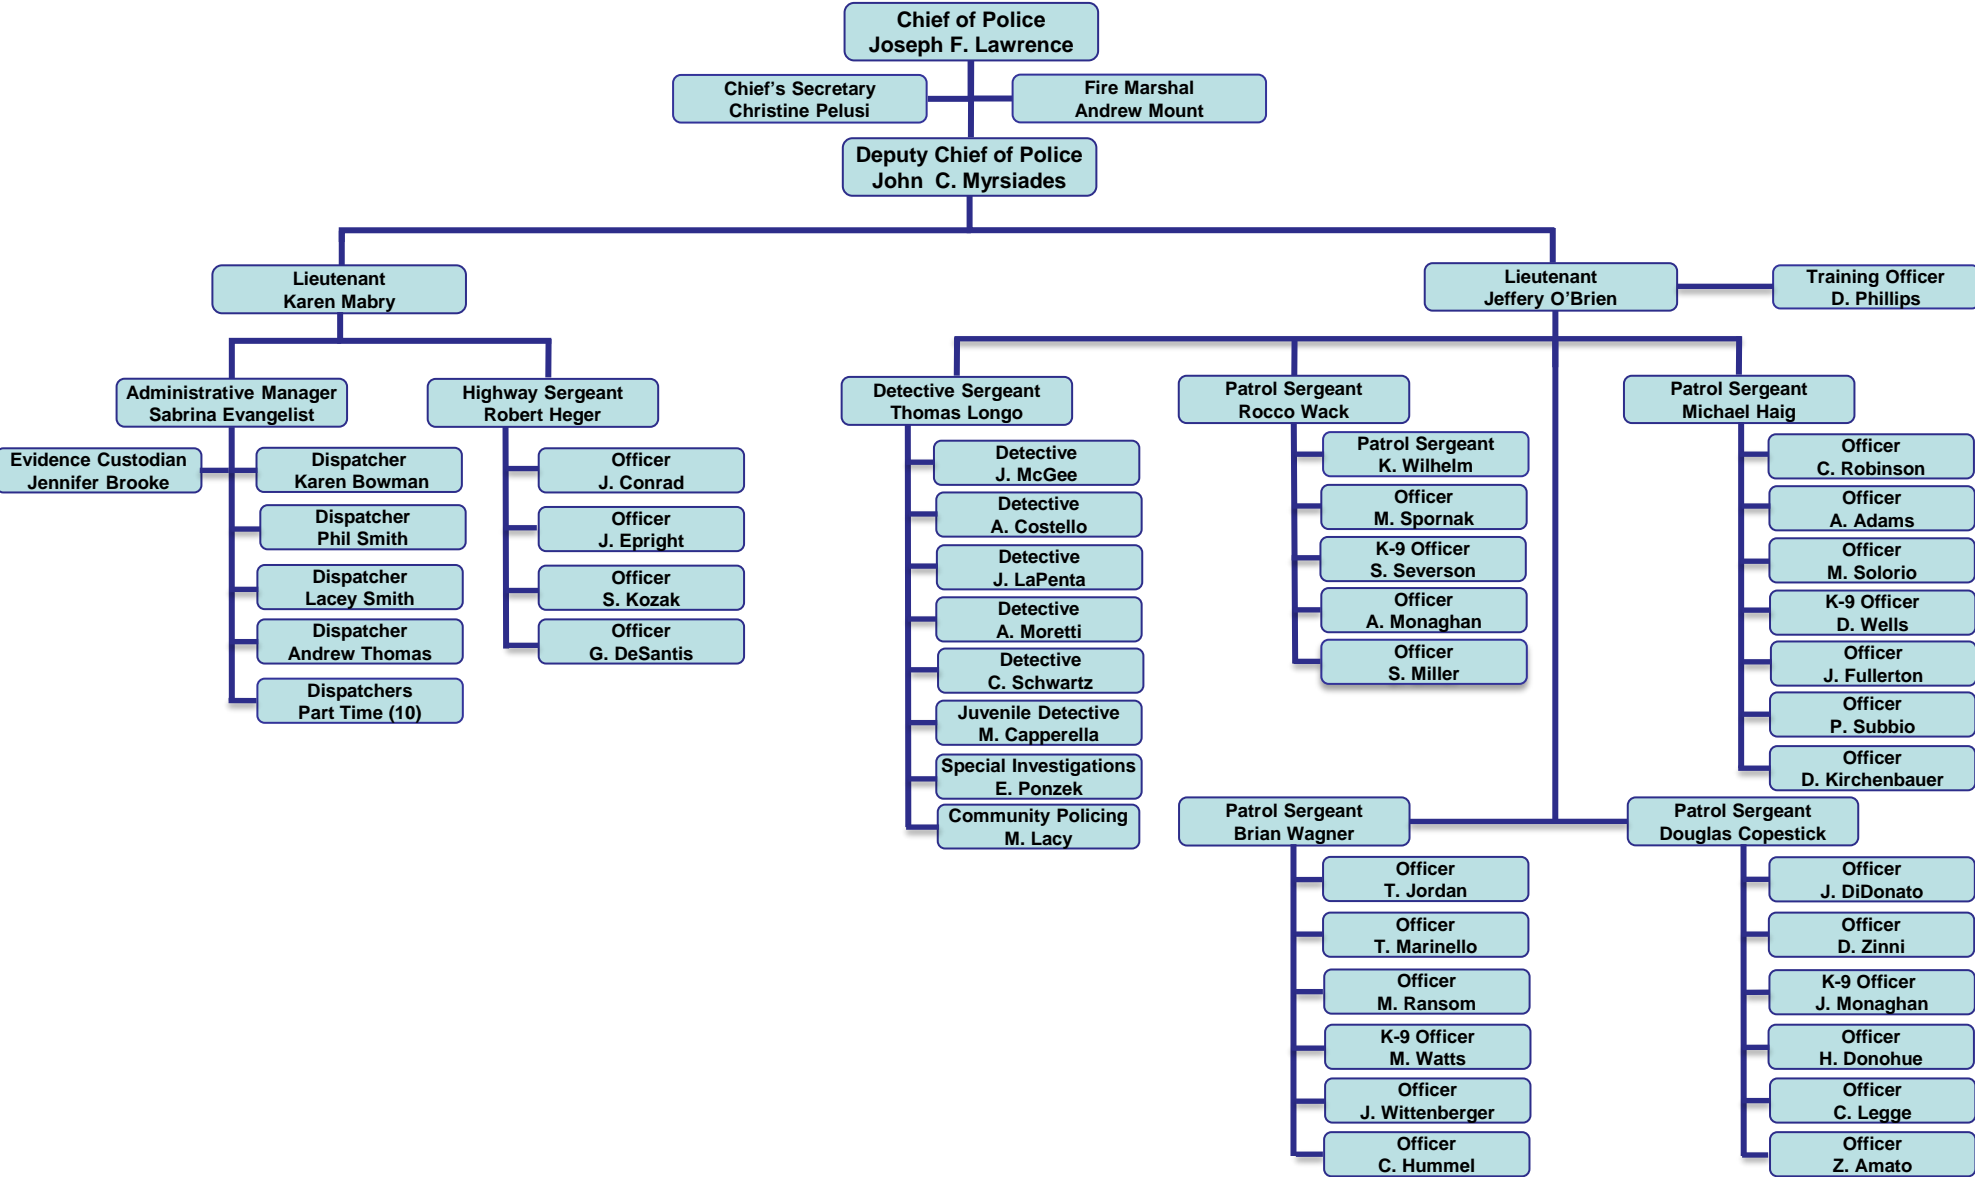 Chief of Police
Joseph F. Lawrence
Chief’s Secretary
Christine Pelusi
Fire Marshal
Andrew Mount
Deputy Chief of Police
John  C. Myrsiades
Lieutenant
Karen Mabry
Lieutenant
Jeffery O’Brien
Training Officer
D. Phillips
Administrative Manager
Sabrina Evangelist
Highway Sergeant
Robert Heger
Evidence Custodian
Jennifer Brooke
Dispatcher
Karen Bowman
Dispatcher
Phil Smith
Dispatcher
Lacey Smith
Dispatcher
Andrew Thomas
Dispatchers
Part Time (10)
Officer
J. Conrad
Officer
J. Epright
Officer
S. Kozak
Officer
G. DeSantis
Detective Sergeant
Thomas Longo
Detective
J. McGee
Detective
A. Costello
Detective
J. LaPenta
Detective
A. Moretti
Detective
C. Schwartz
Juvenile Detective
M. Capperella
Special Investigations
E. Ponzek
Community Policing
M. Lacy
Patrol Sergeant
Rocco Wack
Patrol Sergeant
K. Wilhelm
Officer
M. Spornak
K-9 Officer
S. Severson
Officer
A. Monaghan
Officer
S. Miller
Patrol Sergeant
Michael Haig
Officer
C. Robinson
Officer
A. Adams
Officer
M. Solorio
K-9 Officer
D. Wells
Officer
J. Fullerton
Officer
P. Subbio
Officer
D. Kirchenbauer
Patrol Sergeant
Brian Wagner
Officer
T. Jordan
Officer
T. Marinello
Officer
M. Ransom
K-9 Officer
M. Watts
Officer
J. Wittenberger
Officer
C. Hummel
Patrol Sergeant
Douglas Copestick
Officer
J. DiDonato
Officer
D. Zinni
K-9 Officer
J. Monaghan
Officer
H. Donohue
Officer
C. Legge
Officer
Z. Amato